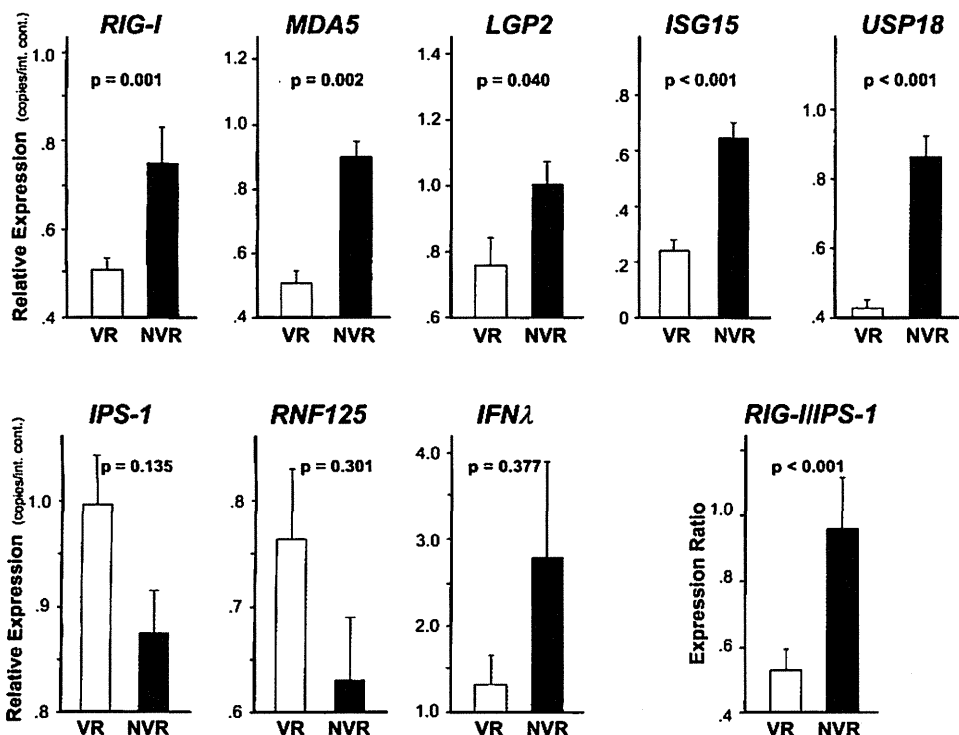 RIG-I MDA5 LGP2 ISG15 USP18
Relative Expression (copies/int. cont.)
1.0
.8
.6
.4
p = 0.001
VR NVR
1.2
1.0
.8
.6
.4
p = 0.002
VR NVR
1.4
1.2
1.0
.8
.6
p = 0.040
VR NVR
.8
.6
.4
.2
0
p < 0.001
VR NVR
1.0
.8
.6
.4
p < 0.001
VR NVR
IPS-1 RNF125 IFNλ RIG-I/IPS-1
Relative Expression (copies/int. cont.)
1.0
.9
.8
p = 0.135
VR NVR
.8
.7
.6
p = 0.301
VR NVR
4.0
3.0
2.0
1.0
p = 0.377
VR NVR
Expression Ratio
1.0
.8
.6
.4
p < 0.001
VR NVR